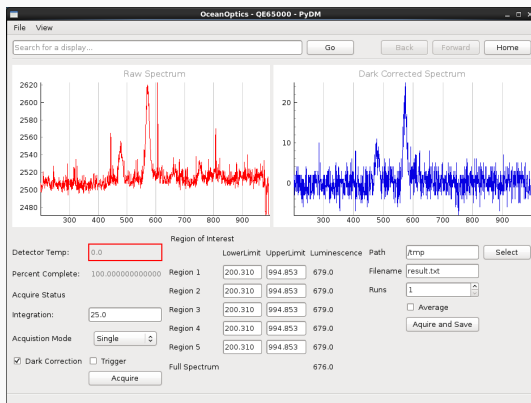 OceanOptics - QE65000 - PyDM
File View
Search for a display... Go Back Forward Home
Raw Spectrum
2620
2600
2580
2560
2540
2520
2500
2480
300 400 500 600 700 800 900
Dark Corrected Spectrum
20
10
0
300 400 500 600 700 800 900
Region of Interest
Detector Temp: 0.0
Percent Complete: 100.000000000000
Acquire Status
Integration: 25.0
Acquistion Mode Single
Dark Correction Trigger
Acquire
LowerLimit UpperLimit Luminescence
Region 1 200.310 994.853 679.0
Region 2 200.310 994.853 679.0
Region 3 200.310 994.853 679.0
Region 4 200.310 994.853 679.0
Region 5 200.310 994.853 679.0
Full Spectrum 676.0
Path /tmp Select
Filename result.txt
Runs 1
Average
Aquire and Save